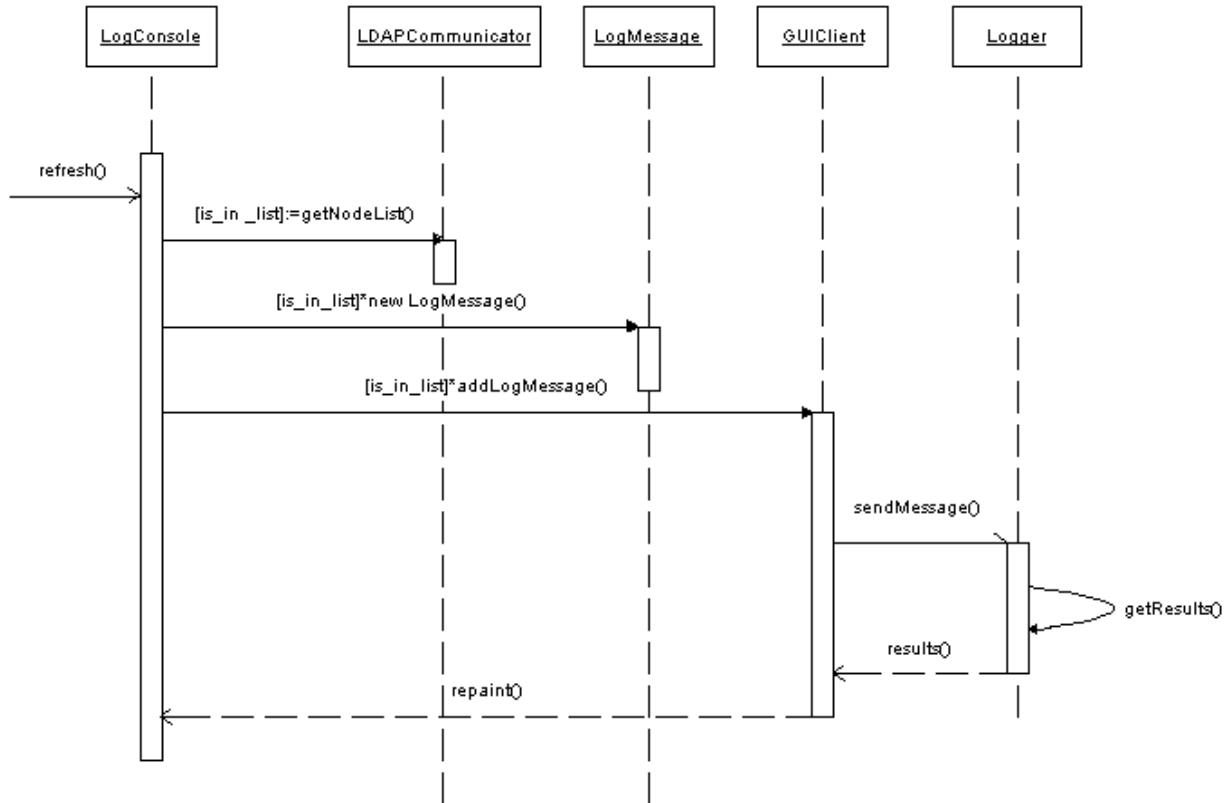 LogConsole
LDAPCommunicator
LogMessage
GUIClient
Logger
refresh()
[is_in _list]:=getNodeList()
[is_in_list]*new LogMessage()
[is_in_list]*addLogMessage()
sendMessage()
getResults()
results()
repaint()